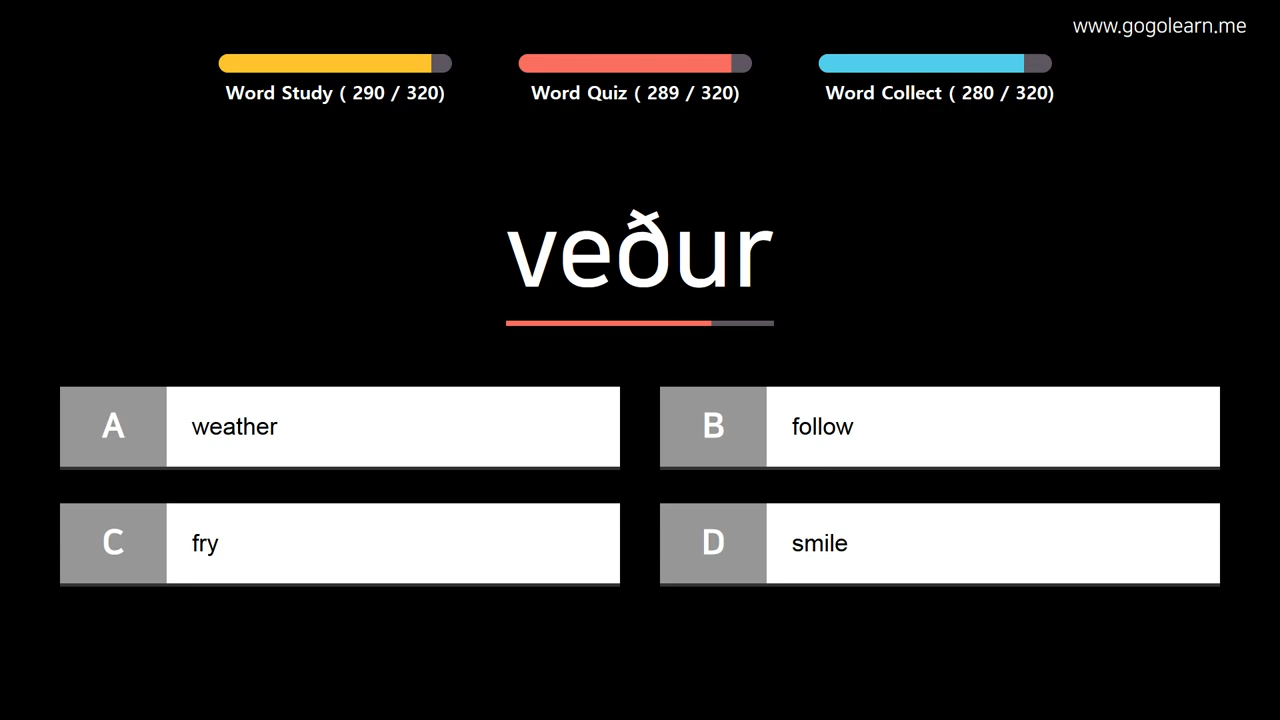 www.gogolearn.me
Word Study ( 290 / 320)
Word Quiz ( 289 / 320)
Word Collect ( 280 / 320)
veður
A weather
B follow
C fry
D smile